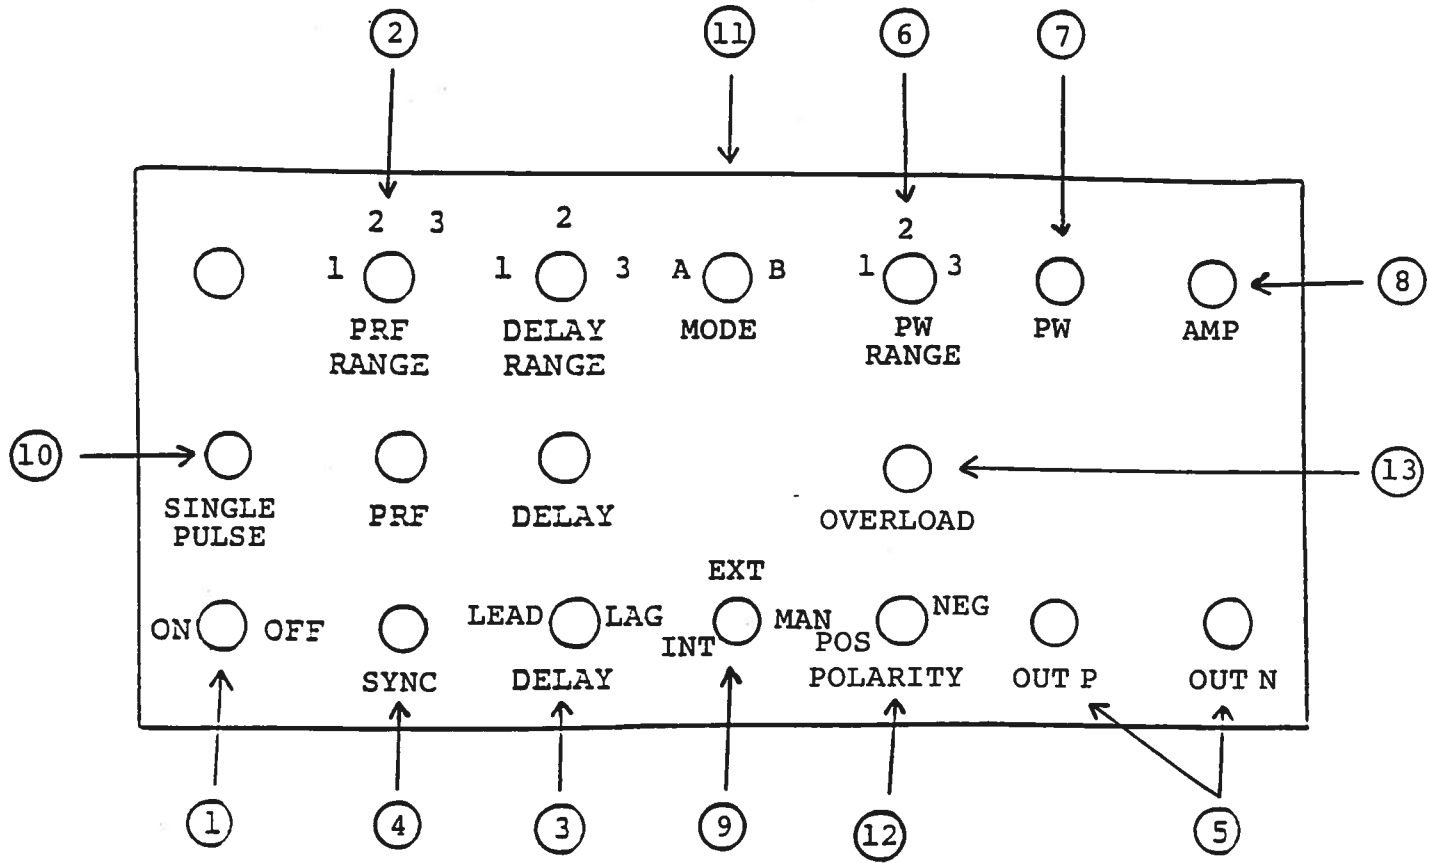 2 11 6 7
2 3 2 2
1 1 3 A B 1 3 8
PRF DELAY MODE PW PW AMP
RANGE RANGE RANGE
10 13
SINGLE PRF DELAY OVERLOAD
PULSE
EXT
ON OFF LEAD LAG INT MAN POS NEG
SYNC DELAY POLARITY OUT P OUT N
1 4 3 9 12 5